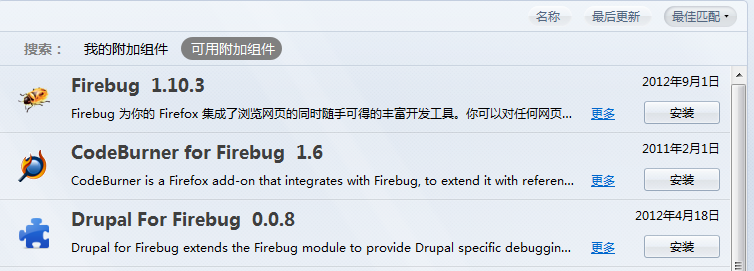 名称 最后更新 最佳匹配
搜索： 我的附加组件 可用附加组件
Firebug 1.10.3 2012年9月1日
Firebug 为你的 Firefox 集成了浏览网页的同时随手可得的丰富开发工具。你可以对任何网页... 更多 安装
CodeBurner for Firebug 1.6 2011年2月1日
CodeBurner is a Firefox add-on that integrates with Firebug, to extend it with referen... 更多 安装
Drupal For Firebug 0.0.8 2012年4月18日
Drupal for Firebug extends the Firebug module to provide Drupal specific debuggin... 更多 安装